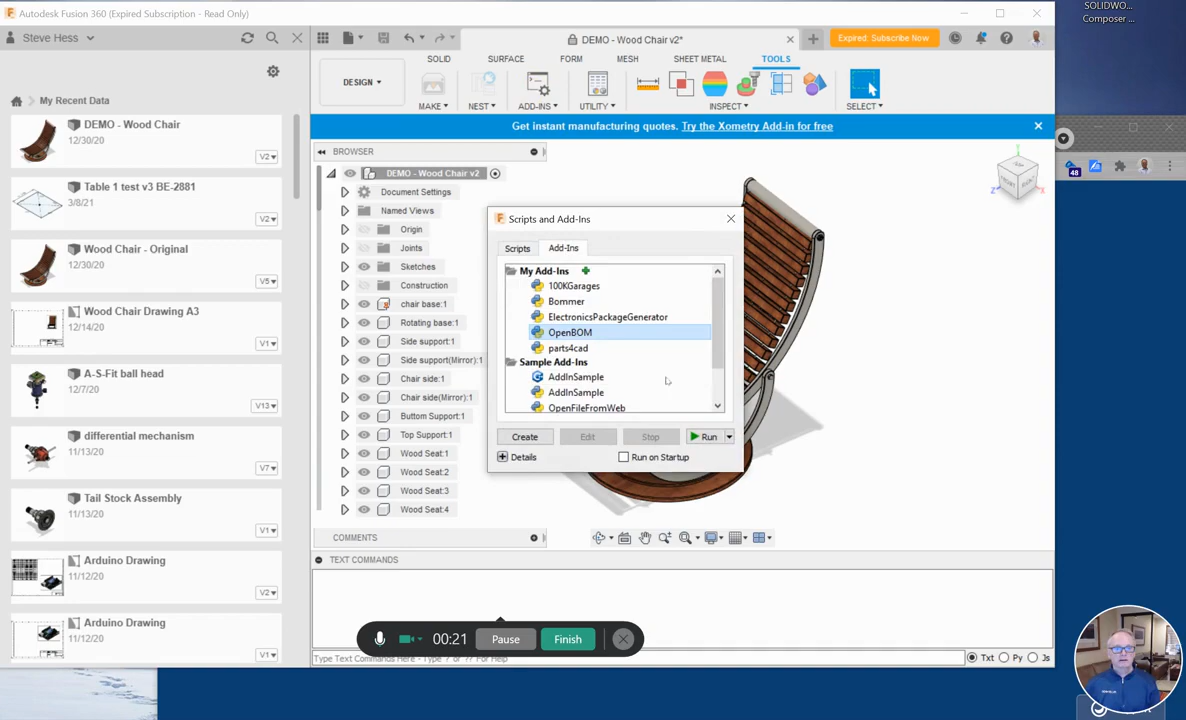 Autodesk Fusion 360 (Expired Subscription - Read Only)
SOLIDWO...
Composer ...
Steve Hess
DEMO - Wood Chair v2*
Expired: Subscribe Now
DESIGN
SOLID
SURFACE
FORM
MESH
SHEET METAL
TOOLS
MAKE
NEST
ADD-INS
UTILITY
INSPECT
SELECT
Get instant manufacturing quotes. Try the Xometry Add-in for free
My Recent Data
DEMO - Wood Chair
12/30/20
V2
Table 1 test v3 BE-2881
3/8/21
V2
Wood Chair - Original
12/30/20
V5
Wood Chair Drawing A3
12/14/20
V1
A-S-Fit ball head
12/7/20
V13
differential mechanism
11/13/20
V7
Tail Stock Assembly
11/13/20
V1
Arduino Drawing
11/12/20
V2
Arduino Drawing
11/12/20
V1
BROWSER
DEMO - Wood Chair v2
Document Settings
Named Views
Origin
Joints
Sketches
Construction
chair base:1
Rotating base:1
Side support:1
Side support(Mirror):1
Chair side:1
Chair side(Mirror):1
Buttom Support:1
Top Support:1
Wood Seat:1
Wood Seat:2
Wood Seat:3
Wood Seat:4
Scripts and Add-Ins
Scripts
Add-Ins
My Add-Ins
100KGarages
Bommer
ElectronicsPackageGenerator
OpenBOM
parts4cad
Sample Add-Ins
AddInSample
AddInSample
OpenFileFromWeb
Create
Edit
Stop
Run
Details
Run on Startup
FRONT
RIGHT
Y
Z
X
48
COMMENTS
TEXT COMMANDS
00:21
Pause
Finish
Type Text Commands Here - Type ? or ?? For Help
Txt
Py
Js